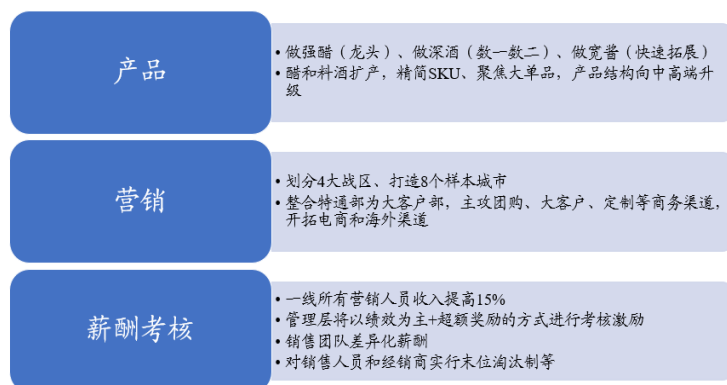 产品
• 做强醋（龙头）、做深酒（数一数二）、做宽酱（快速拓展）
• 醋和料酒扩产，精简SKU、聚焦大单品，产品结构向中高端升
级
营销
• 划分4大战区、打造8个样本城市
• 整合特通部为大客户部，主攻团购、大客户、定制等商务渠道，
开拓电商和海外渠道
薪酬考核
• 一线所有营销人员收入提高15%
• 管理层将以绩效为主+超额奖励的方式进行考核激励
• 销售团队差异化薪酬
• 对销售人员和经销商实行末位淘汰制等